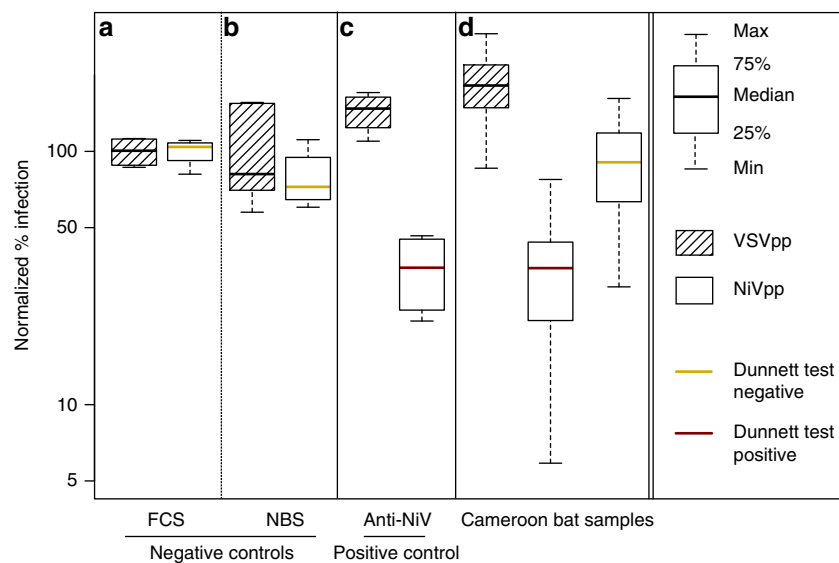 a b c d
Max
75%
Median
25%
Min
100
50
10
5
Normalized % infection
VSVpp
NiVpp
Dunnett test
negative
Dunnett test
positive
FCS NBS Anti-NiV Cameroon bat samples
Negative controls Positive control